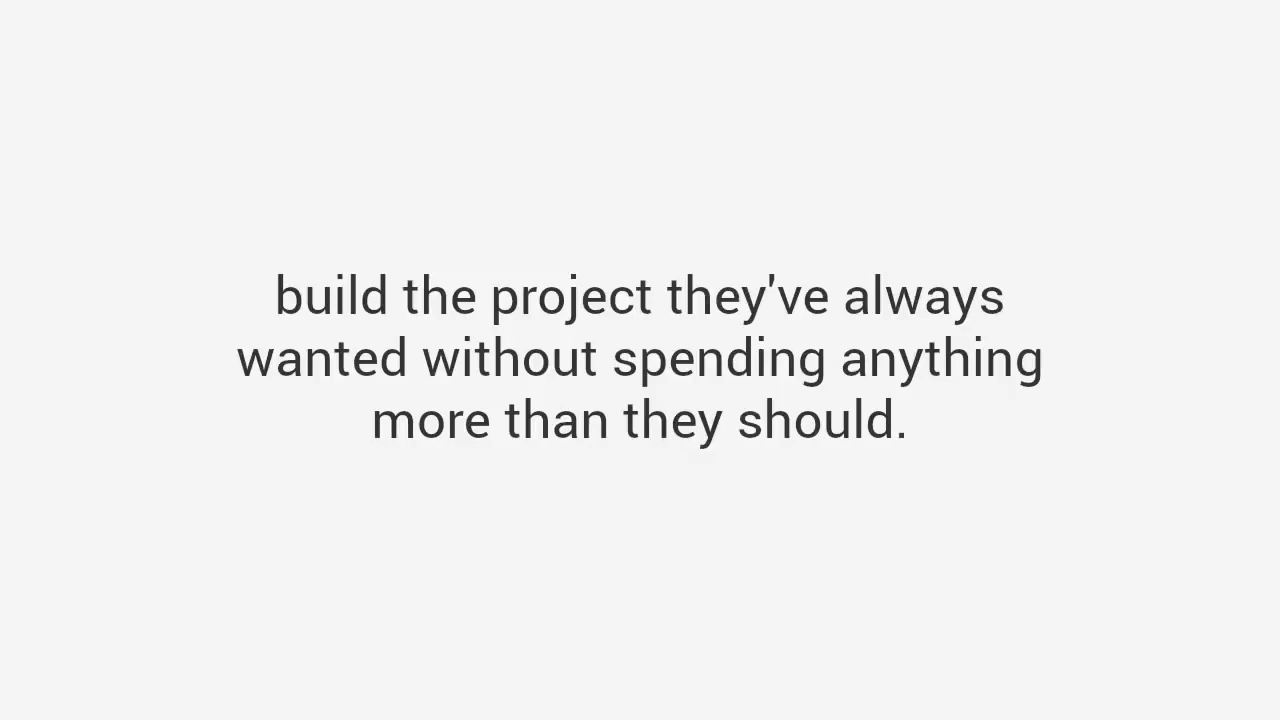 build the project they've always
wanted without spending anything
more than they should.